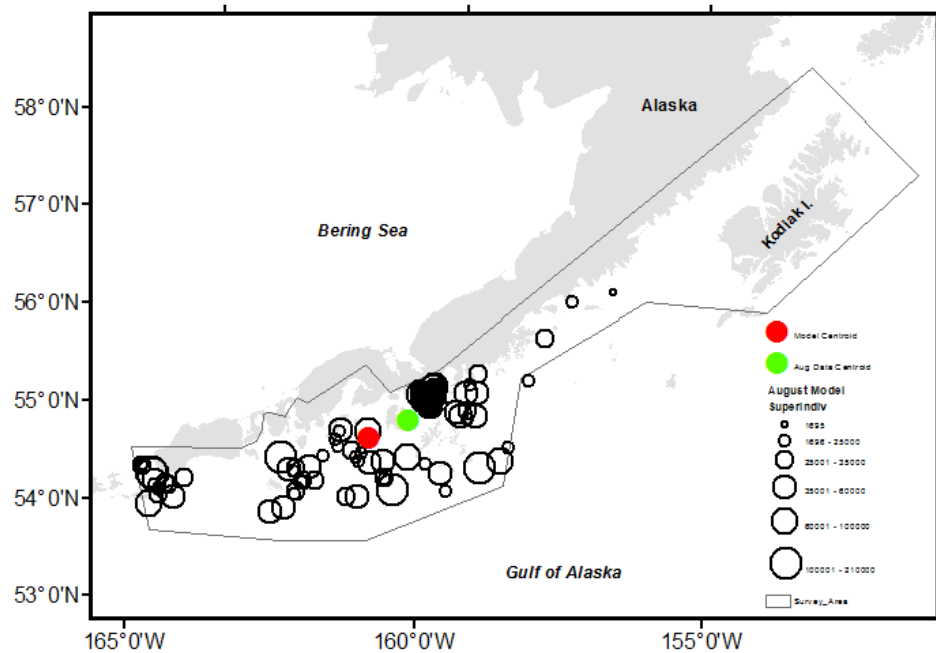 58°0'N
57°0'N
56°0'N
55°0'N
54°0'N
53°0'N
165°0'W
160°0'W
155°0'W
Alaska
Bering Sea
Kodiak I.
Gulf of Alaska
Model Centroid
Aug Data Centroid
August Model
Superindiv
1695
1696 - 23000
25001 - 25000
35001 - 60000
60001 - 100000
100001 - 210000
Survey_Area